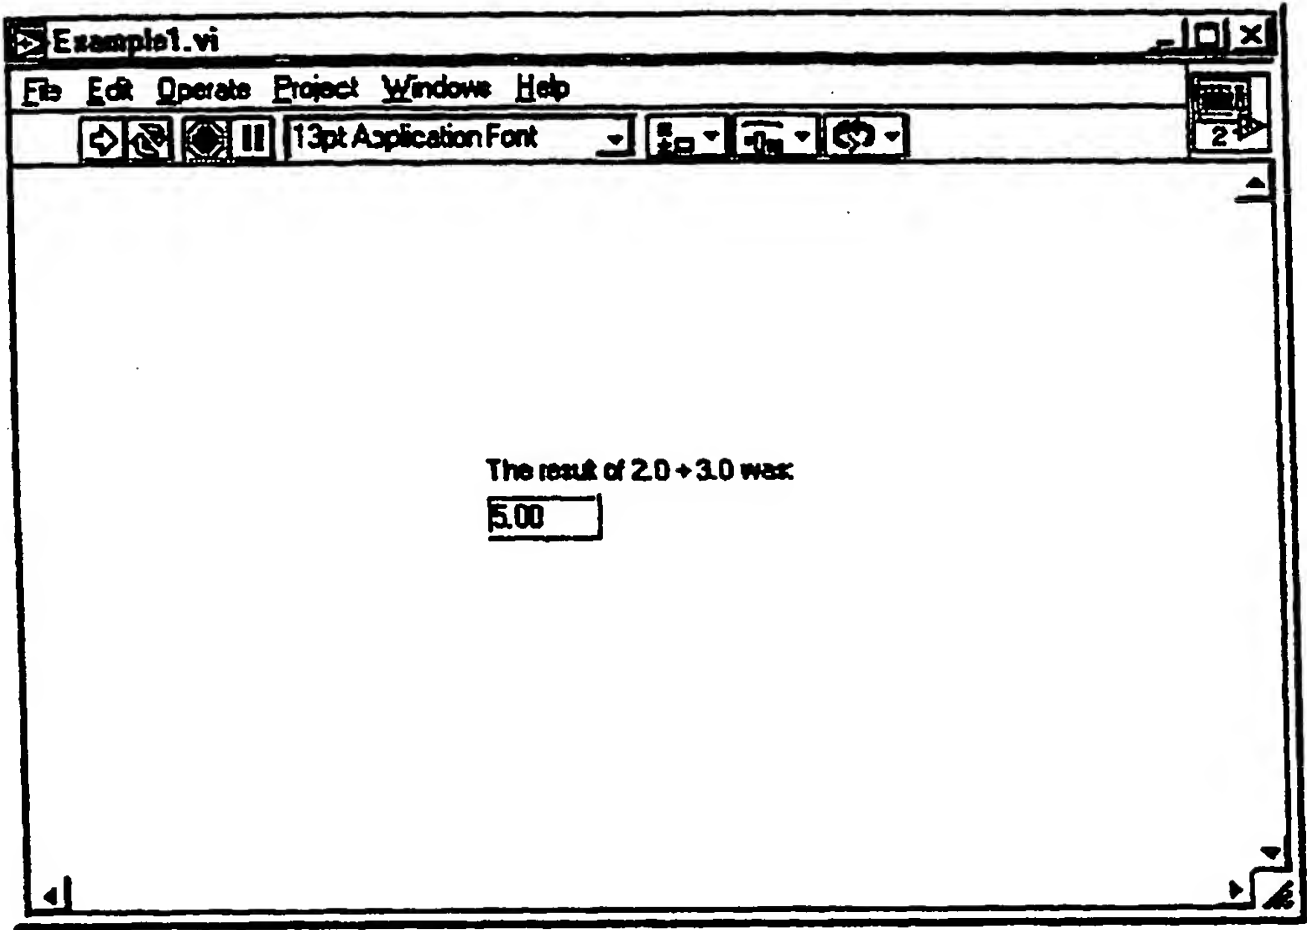 Example1.vi
File Edit Operate Project Windows Help
13pt Application Font
2
The result of 2.0 + 3.0 was:
5.00